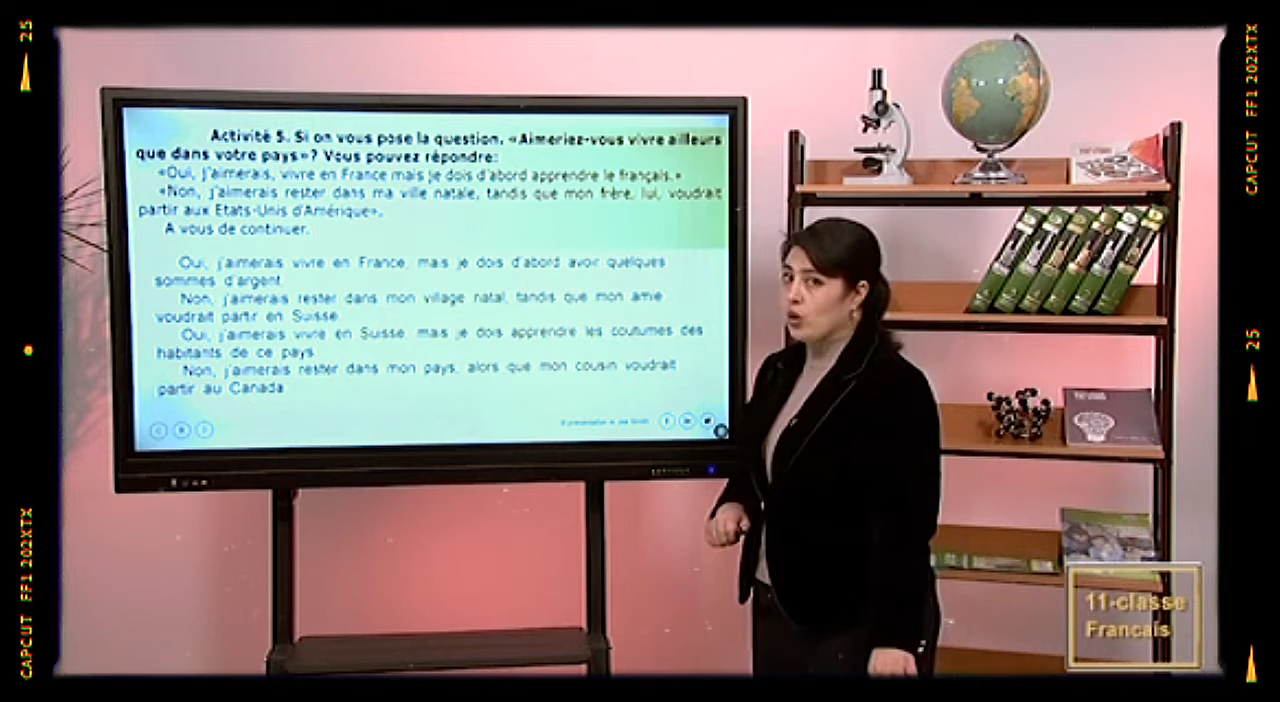 25
CAPCUT FF1 202XTX
CAPCUT FF1 202XTX
25
Activité 5. Si on vous pose la question, «Aimeriez-vous vivre ailleurs
que dans votre pays»? Vous pouvez répondre:
«Oui, j'aimerais, vivre en France mais je dois d'abord apprendre le français.»
«Non, j'aimerais rester dans ma ville natale, tandis que mon frère, lui, voudrait
partir aux Etats-Unis d'Amérique».
A vous de continuer.
Oui, j'aimerais vivre en France, mais je dois d'abord avoir quelques
sommes d'argent
Non, j'aimerais rester dans mon village natal, tandis que mon amie
voudrait partir en Suisse
Oui, j'aimerais vivre en Suisse, mais je dois apprendre les coutumes des
habitants de ce pays
Non, j'aimerais rester dans mon pays, alors que mon cousin voudrait
partir au Canada
11-classe
Francais